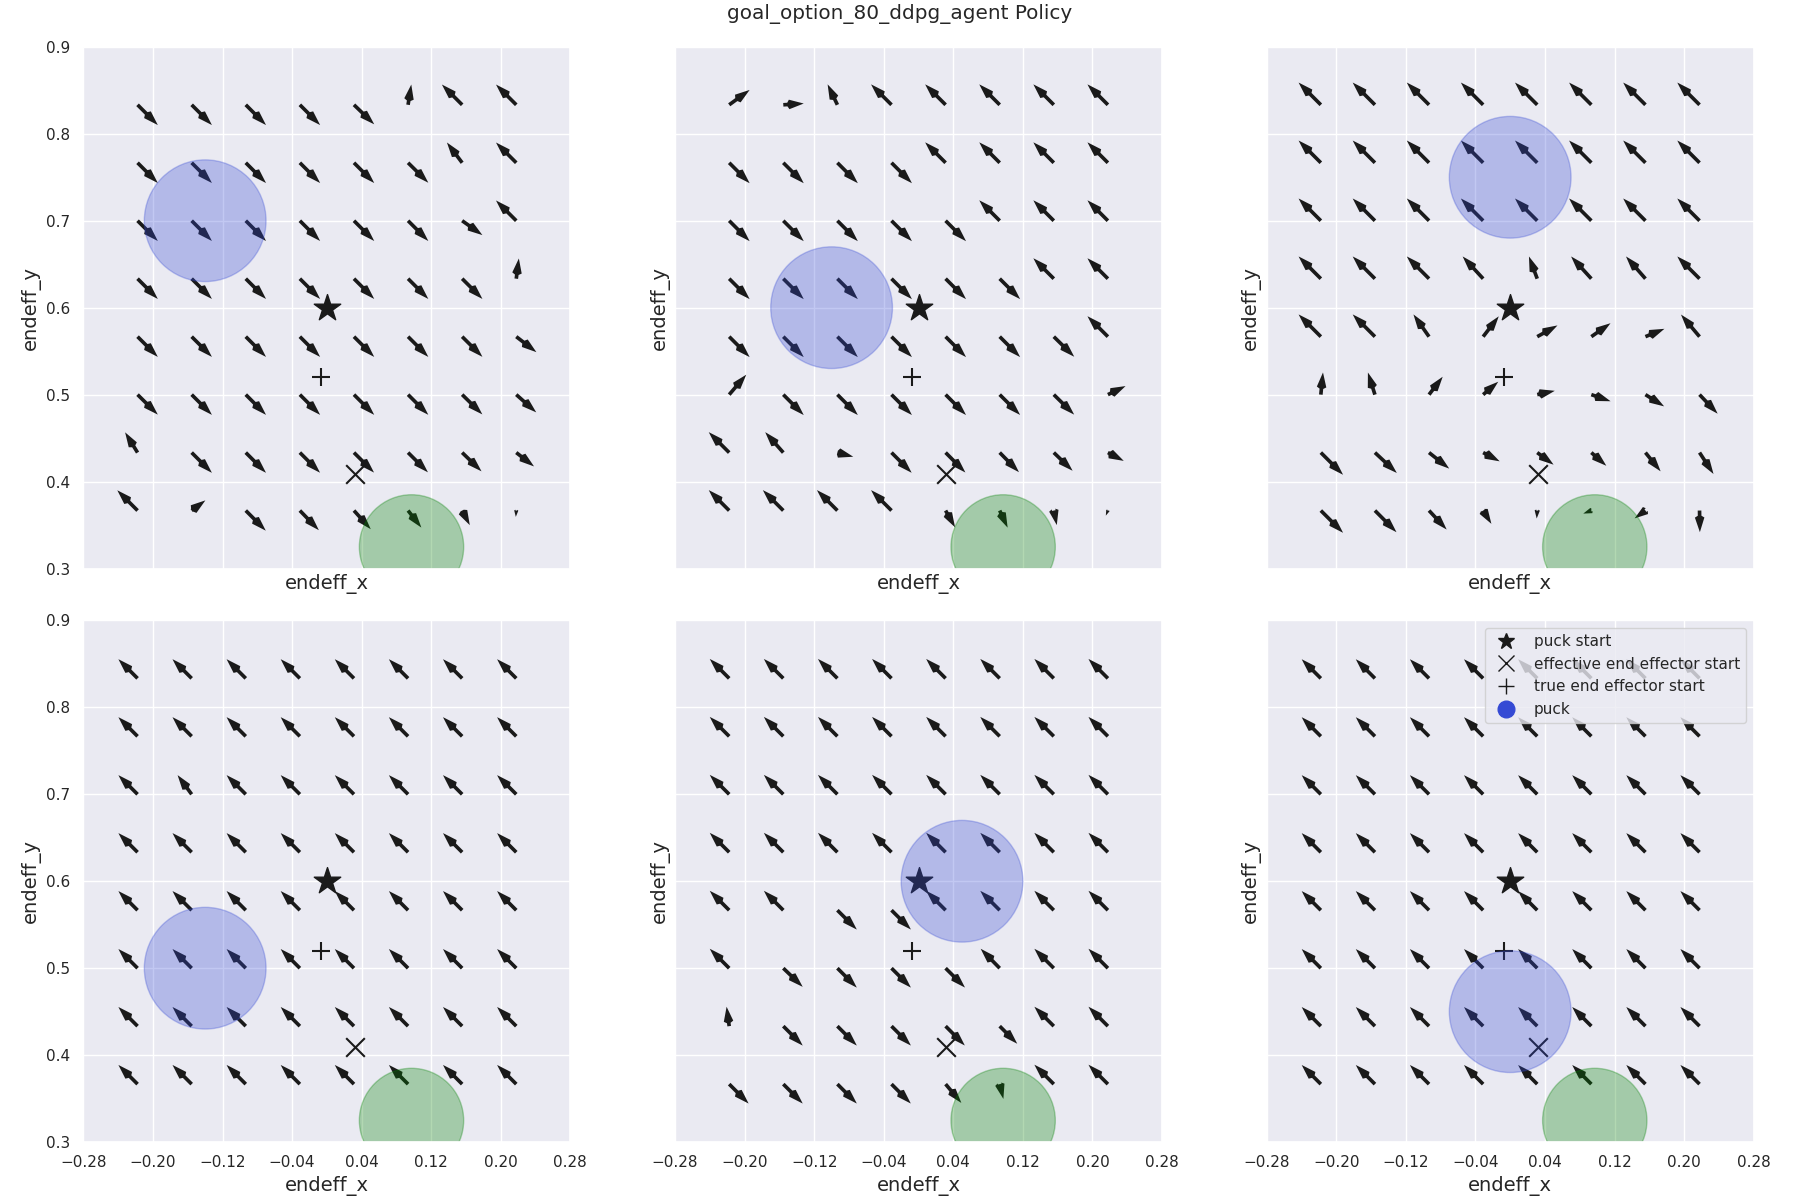 goal_option_80_ddpg_agent Policy
0.9
0.8
0.7
0.6
0.5
0.4
0.3
endeff_y
endeff_x
endeff_y
endeff_x
endeff_y
endeff_x
0.9
0.8
0.7
0.6
0.5
0.4
0.3
endeff_y
−0.28 −0.20 −0.12 −0.04 0.04 0.12 0.20 0.28
endeff_x
endeff_y
−0.28 −0.20 −0.12 −0.04 0.04 0.12 0.20 0.28
endeff_x
puck start
effective end effector start
true end effector start
puck
endeff_y
−0.28 −0.20 −0.12 −0.04 0.04 0.12 0.20 0.28
endeff_x